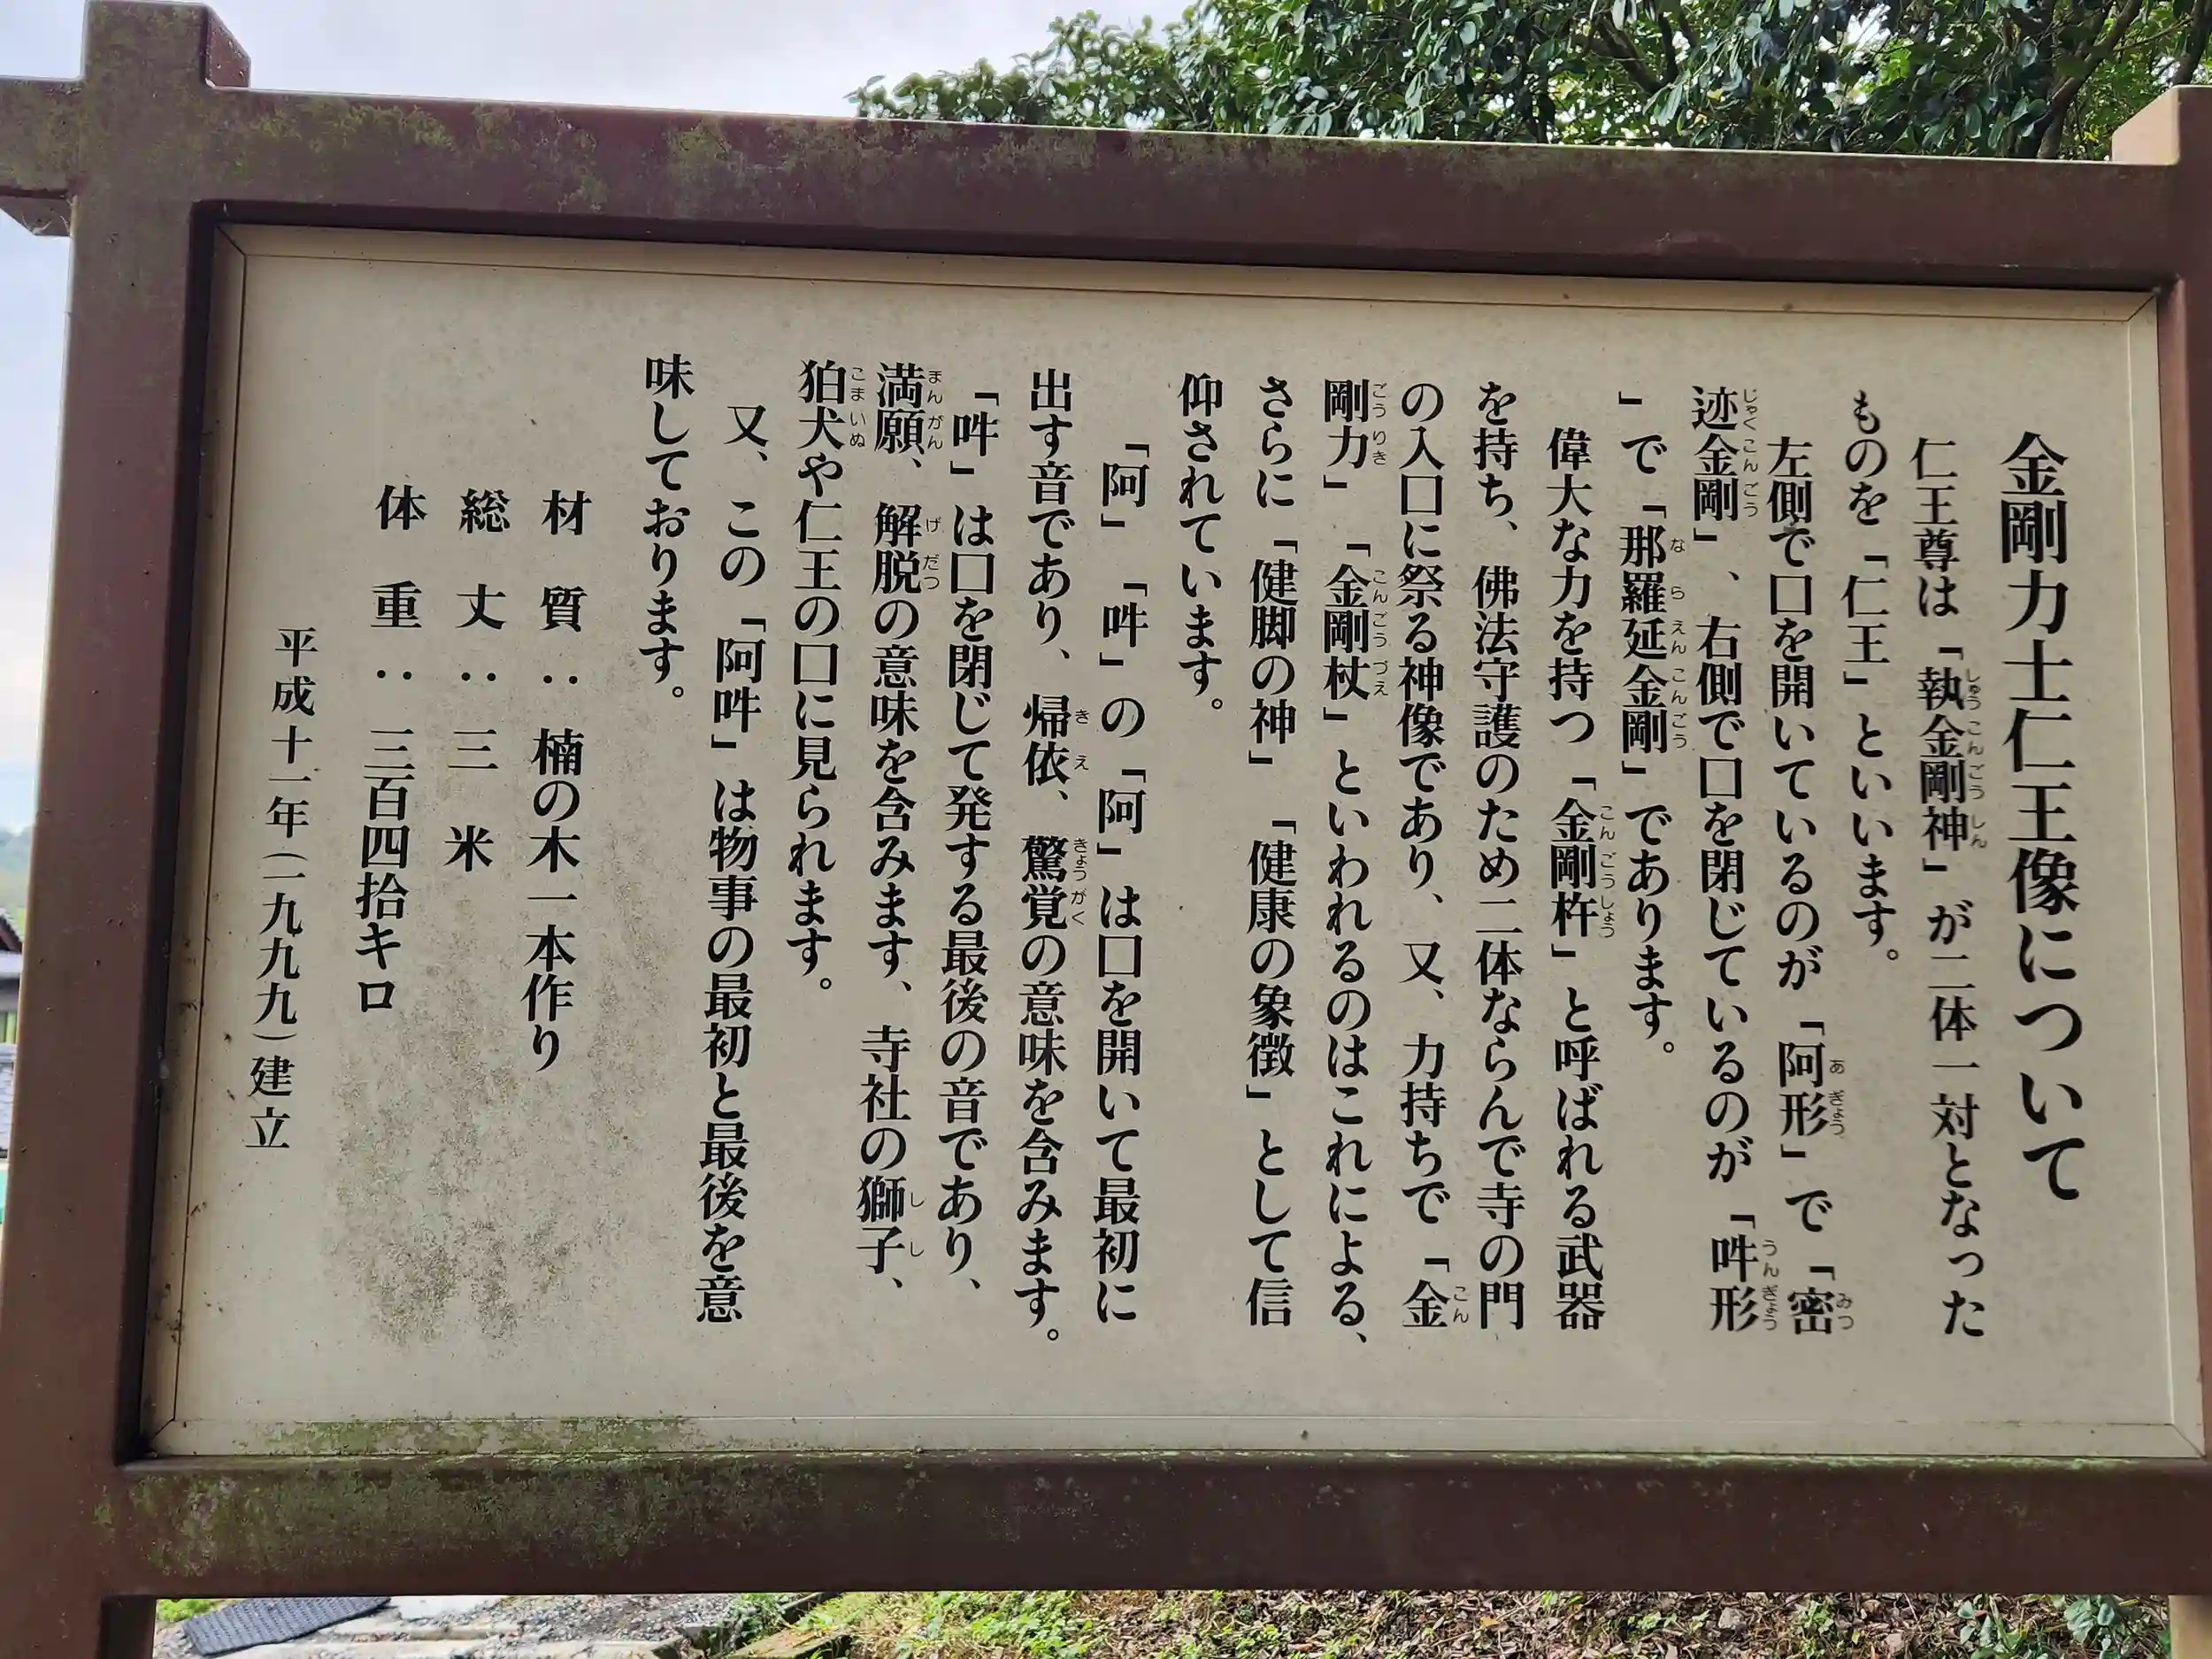 金剛力士仁王像について
仁王尊は「執金剛神」が二体一対となった
ものを「仁王」といいます。
左側で口を開いているのが「阿形」で「密
迹金剛」、右側で口を閉じているのが「吽形
」で「那羅延金剛」であります。
偉大な力を持つ「金剛杵」と呼ばれる武器
を持ち、佛法守護のため二体ならんで寺の門
の入口に祭る神像であり、又、力持ちで「金
剛力」「金剛杖」といわれるのはこれによる、
さらに「健脚の神」「健康の象徴」として信
仰されています。
「阿」「吽」の「阿」は口を開いて最初に
出す音であり、帰依、驚覚の意味を含みます。
「吽」は口を閉じて発する最後の音であり、
満願、解脱の意味を含みます、寺社の獅子、
狛犬や仁王の口に見られます。
又、この「阿吽」は物事の最初と最後を意
味しております。
材質：楠の木一本作り
総丈：三米
体重：三百四拾キロ
平成十一年（一九九九）建立